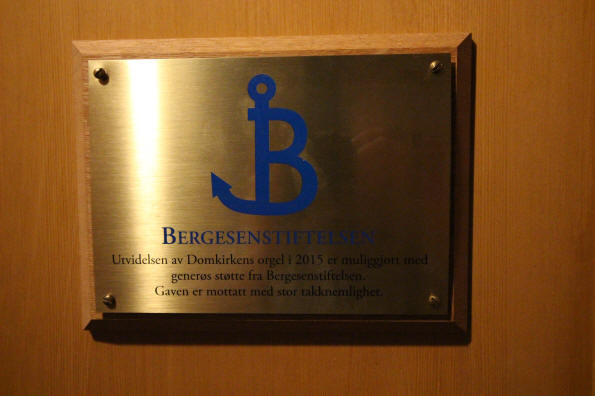 B
BERGESENSTIFTELSEN
Utvidelsen av Domkirkens orgel i 2015 er muliggjort med
generøs støtte fra Bergesenstiftelsen.
Gaven er mottatt med stor takknemlighet.